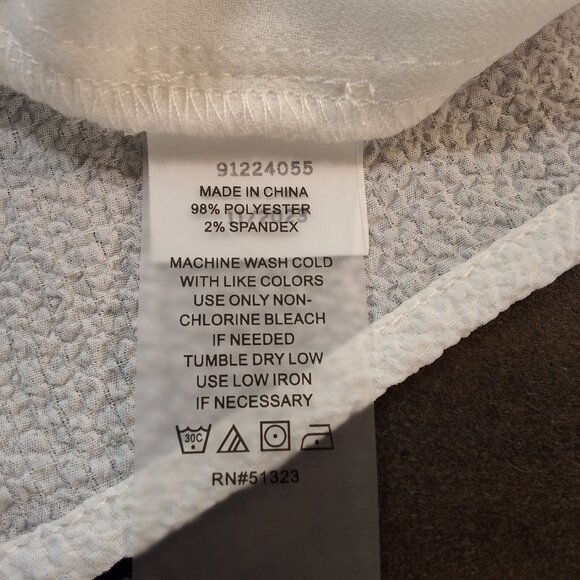 91224055
MADE IN CHINA
98% POLYESTER
2% SPANDEX
MACHINE WASH COLD
WITH LIKE COLORS
USE ONLY NON-
CHLORINE BLEACH
IF NEEDED
TUMBLE DRY LOW
USE LOW IRON
IF NECESSARY
30C
RN#51323